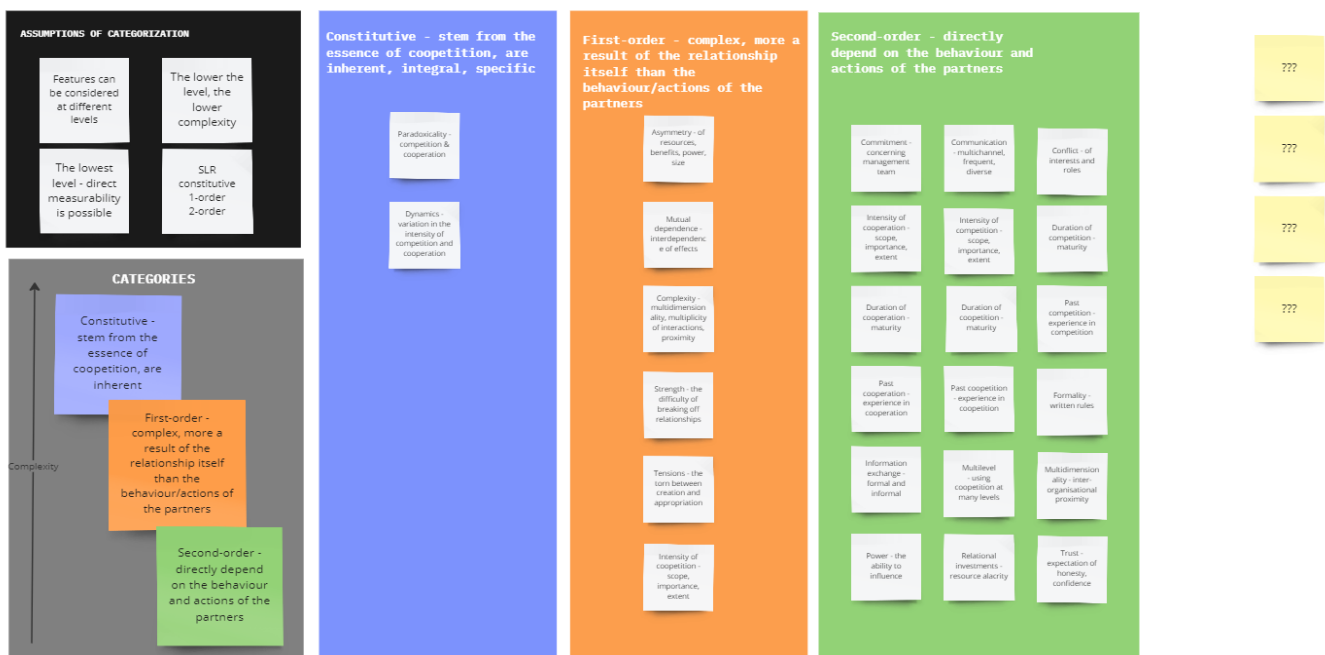 ASSUMPTIONS OF CATEGORIZATION
Features can
be considered
at different
levels
The lower the
level, the
lower
complexity
The lowest
level - direct
measurability
is possible
SLR
constitutive
1-order
2-order
CATEGORIES
Complexity
Constitutive -
stem from the
essence of
coopetition, are
inherent
First-order -
complex, more a
result of the
relationship itself
than the
behaviour/actions of
the partners
Second-order -
directly depend
on the behaviour
and actions of the
partners
Constitutive - stem from the
essence of coopetition, are
inherent, integral, specific
Paradoxicality -
competition &
cooperation
Dynamics -
variation in the
intensity of
competition and
cooperation
First-order - complex, more a
result of the relationship
itself than the
behaviour/actions of the
partners
Asymmetry - of
resources,
benefits, power,
size
Mutual
dependence -
interdependenc
e of effects
Complexity -
multidimension
ality, multiplicity
of interactions,
proximity
Strength - the
difficulty of
breaking off
relationships
Tensions - the
torn between
creation and
appropriation
Intensity of
coopetition -
scope,
importance,
extent
Second-order - directly
depend on the behaviour and
actions of the partners
Commitment -
concerning
management
team
Communication
- multichannel,
frequent,
diverse
Conflict - of
interests and
roles
Intensity of
cooperation -
scope,
importance,
extent
Intensity of
competition -
scope,
importance,
extent
Duration of
competition -
maturity
Duration of
cooperation -
maturity
Duration of
coopetition -
maturity
Past
competition -
experience in
competition
Past
cooperation -
experience in
cooperation
Past coopetition
- experience in
coopetition
Formality -
written rules
Information
exchange -
formal and
informal
Multilevel
- using
coopetition at
many levels
Multidimension
ality - inter-
organisational
proximity
Power - the
ability to
influence
Relational
investments -
resource alacrity
Trust -
expectation of
honesty,
confidence
???
???
???
???